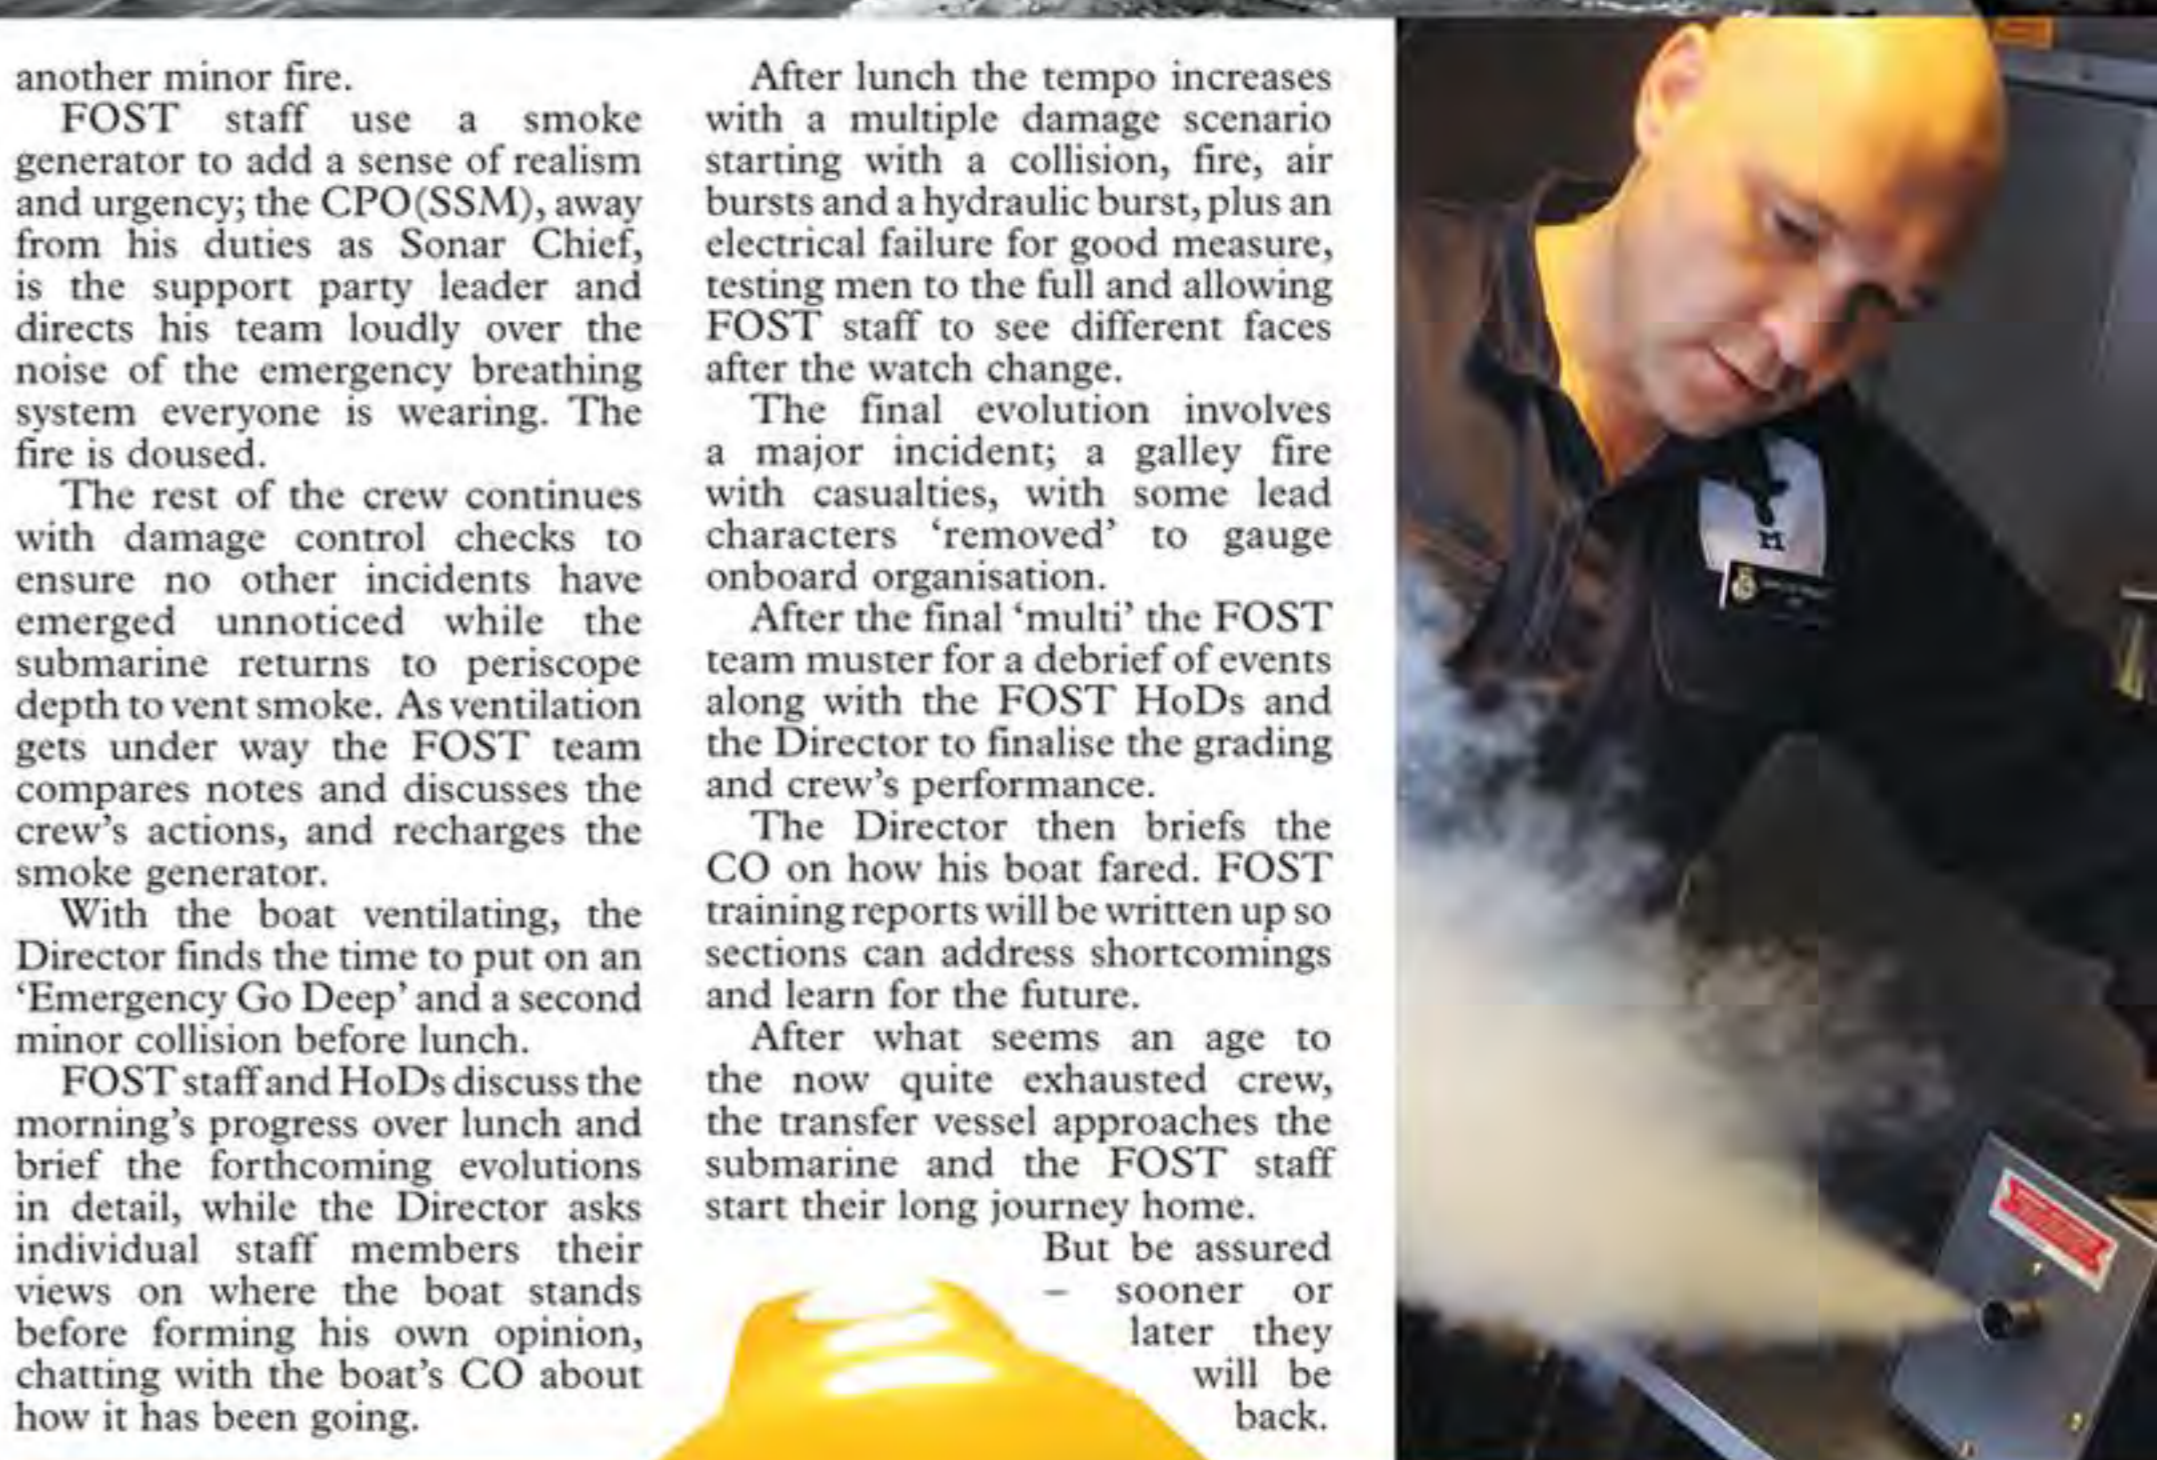 another minor fire.
FOST staff use a smoke
generator to add a sense of realism
and urgency; the CPO(SSM), away
from his duties as Sonar Chief,
is the support party leader and
directs his team loudly over the
noise of the emergency breathing
system everyone is wearing. The
fire is doused.
The rest of the crew continues
with damage control checks to
ensure no other incidents have
emerged unnoticed while the
submarine returns to periscope
depth to vent smoke. As ventilation
gets under way the FOST team
compares notes and discusses the
crew's actions, and recharges the
smoke generator.
With the boat ventilating, the
Director finds the time to put on an
‘Emergency Go Deep’ and a second
minor collision before lunch.
FOST staff and HoDs discuss the
morning's progress over lunch and
brief the forthcoming evolutions
in detail, while the Director asks
individual staff members their
views on where the boat stands
before forming his own opinion,
chatting with the boat's CO about
how it has been going.
After lunch the tempo increases
with a multiple damage scenario
starting with a collision, fire, air
bursts and a hydraulic burst, plus an
electrical failure for good measure,
testing men to the full and allowing
FOST staff to see different faces
after the watch change.
The final evolution involves
a major incident; a galley fire
with casualties, with some lead
characters ‘removed’ to gauge
onboard organisation.
After the final ‘multi’ the FOST
team muster for a debrief of events
along with the FOST HoDs and
the Director to finalise the grading
and crew's performance.
The Director then briefs the
CO on how his boat fared. FOST
training reports will be written up so
sections can address shortcomings
and learn for the future.
After what seems an age to
the now quite exhausted crew,
the transfer vessel approaches the
submarine and the FOST staff
start their long journey home.
But be assured
– sooner or
later they
will be
back.
M